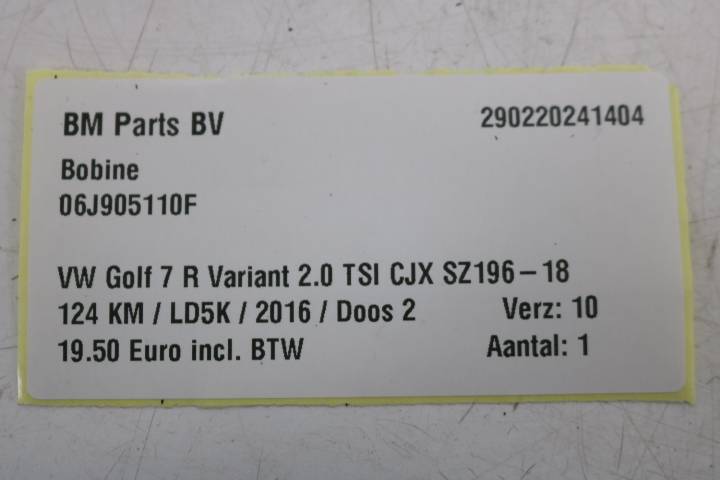 BM Parts BV 290220241404
Bobine
06J905110F
VW Golf 7 R Variant 2.0 TSI CJX SZ196-18
124 KM / LD5K / 2016 / Doos 2 Verz: 10
19.50 Euro incl. BTW Aantal: 1